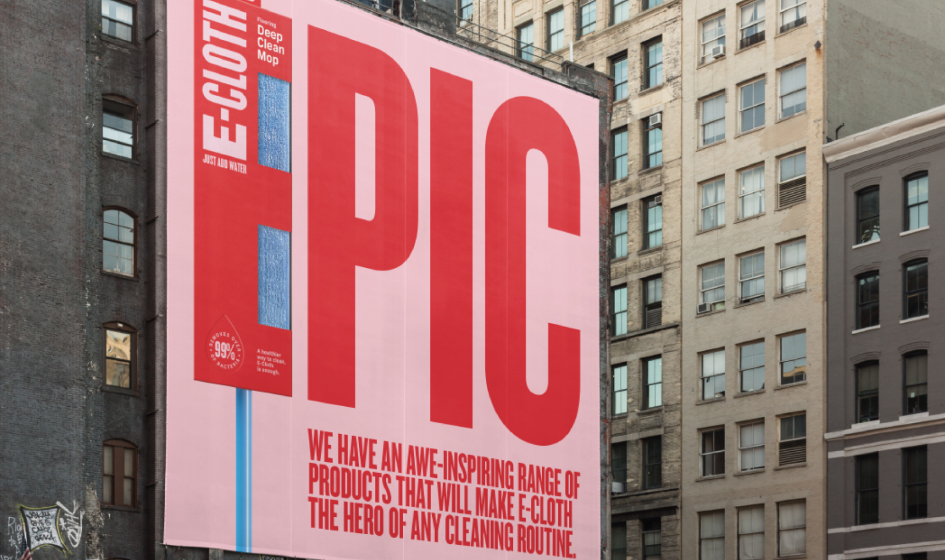 E-CLOTH
Flooring
Deep
Clean
Mop
JUST ADD WATER
PIC
99%
A healthier
way to clean.
E-Cloth
is enough.
WE HAVE AN AWE-INSPIRING RANGE OF
PRODUCTS THAT WILL MAKE E-CLOTH
THE HERO OF ANY CLEANING ROUTINE.